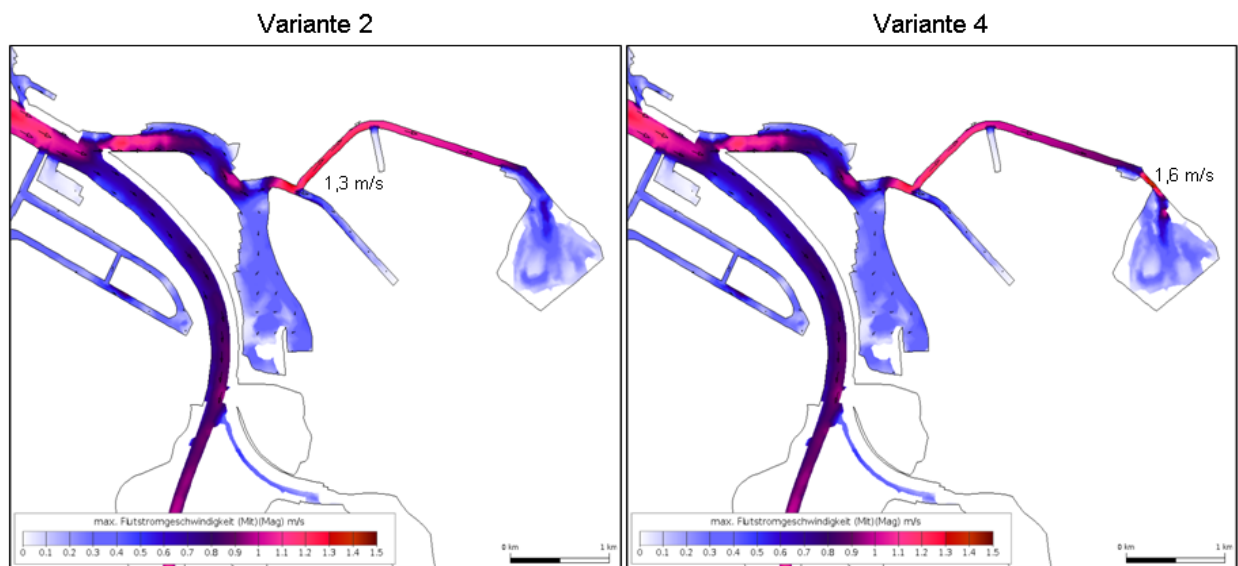 Variante 2
Variante 4
1,3 m/s
1,6 m/s
max. Flutstromgeschwindigkeit (Mit)(Mag) m/s
0 0.1 0.2 0.3 0.4 0.5 0.6 0.7 0.8 0.9 1 1.1 1.2 1.3 1.4 1.5
0 km 1 km
max. Flutstromgeschwindigkeit (Mit)(Mag) m/s
0 0.1 0.2 0.3 0.4 0.5 0.6 0.7 0.8 0.9 1 1.1 1.2 1.3 1.4 1.5
0 km 1 km